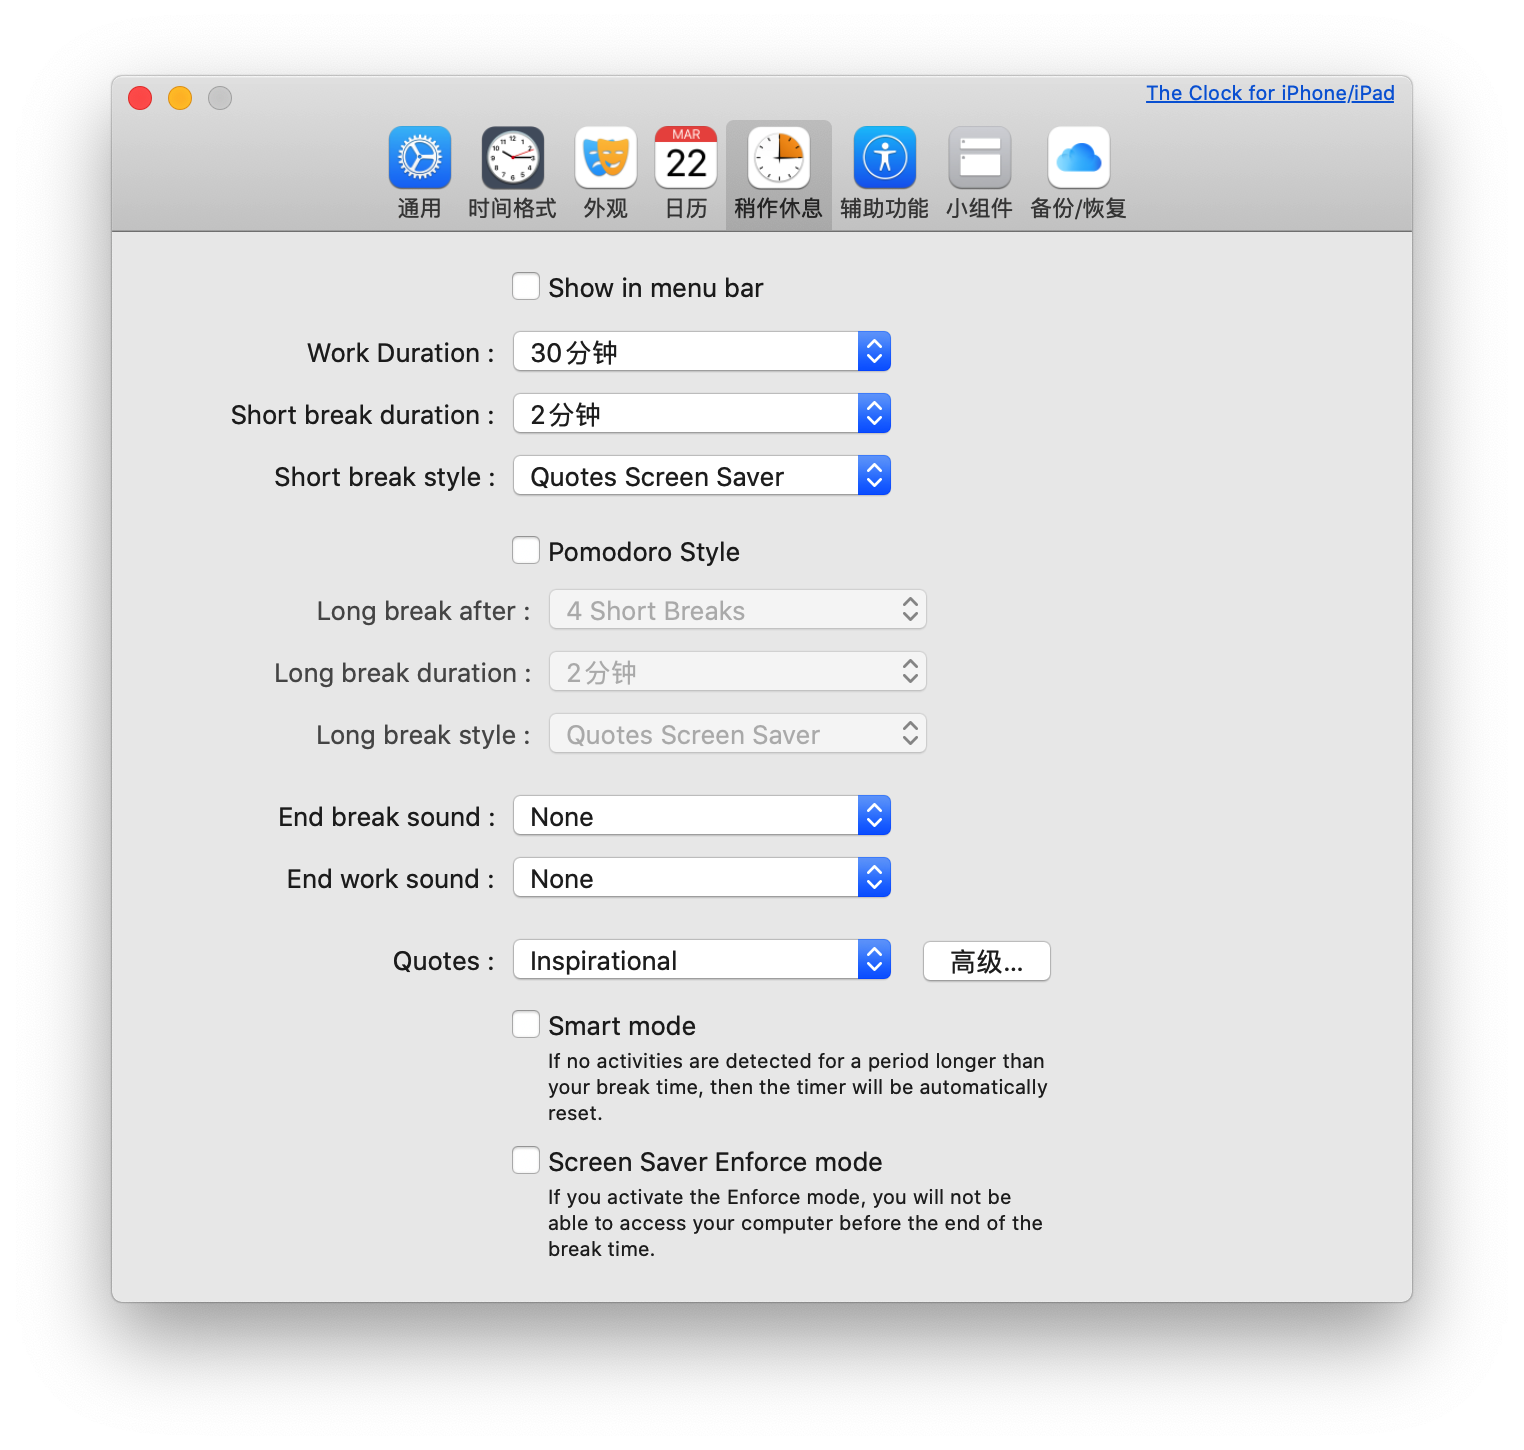 The Clock for iPhone/iPad
MAR
22
通用 时间格式 外观 日历 稍作休息 辅助功能 小组件 备份/恢复
Show in menu bar
Work Duration : 30分钟
Short break duration : 2分钟
Short break style : Quotes Screen Saver
Pomodoro Style
Long break after : 4 Short Breaks
Long break duration : 2分钟
Long break style : Quotes Screen Saver
End break sound : None
End work sound : None
Quotes : Inspirational 高级...
Smart mode
If no activities are detected for a period longer than
your break time, then the timer will be automatically
reset.
Screen Saver Enforce mode
If you activate the Enforce mode, you will not be
able to access your computer before the end of the
break time.